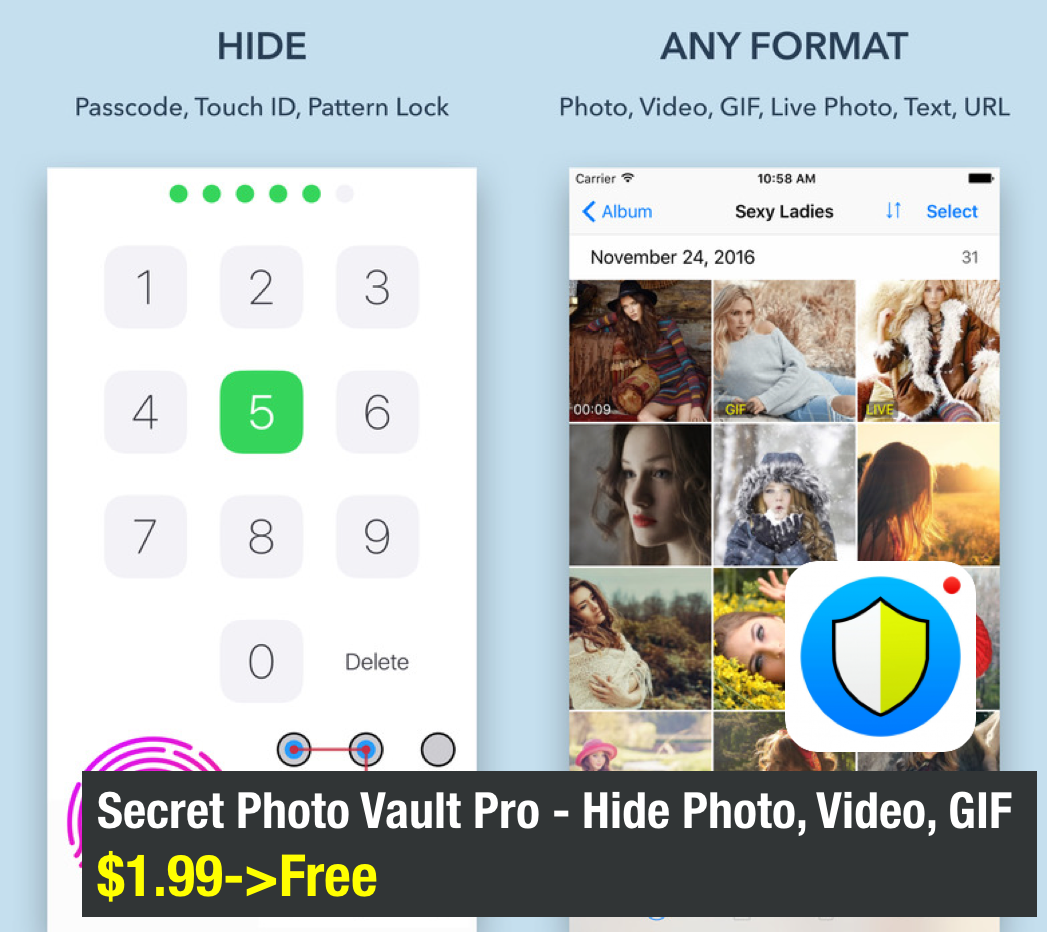 HIDE
Passcode, Touch ID, Pattern Lock
1 2 3
4 5 6
7 8 9
0 Delete
ANY FORMAT
Photo, Video, GIF, Live Photo, Text, URL
Carrier 10:58 AM
Album Sexy Ladies Select
November 24, 2016 31
00:09 GIF LIVE
Secret Photo Vault Pro - Hide Photo, Video, GIF
$1.99->Free